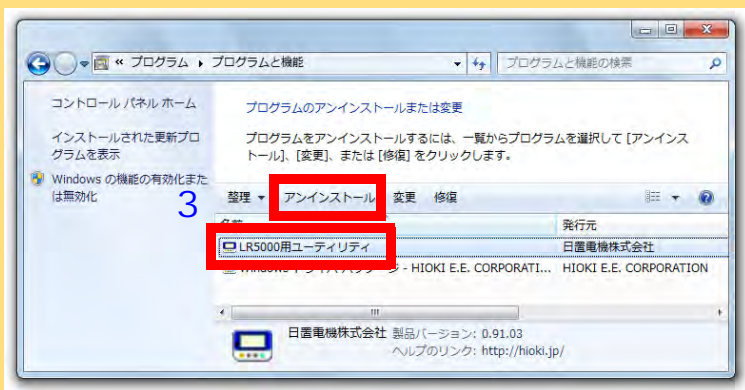 « プログラム ▸ プログラムと機能
プログラムと機能の検索
コントロール パネル ホーム
インストールされた更新プロ
グラムを表示
Windows の機能の有効化また
は無効化
3
プログラムのアンインストールまたは変更
プログラムをアンインストールするには、一覧からプログラムを選択して [アンインス
トール]、[変更]、または [修復] をクリックします。
整理 ▼ アンインストール 変更 修復
発行元
LR5000用ユーティリティ 日置電機株式会社
- HIOKI E.E. CORPORATI... HIOKI E.E. CORPORATION
日置電機株式会社 製品バージョン: 0.91.03
ヘルプのリンク: http://hioki.jp/